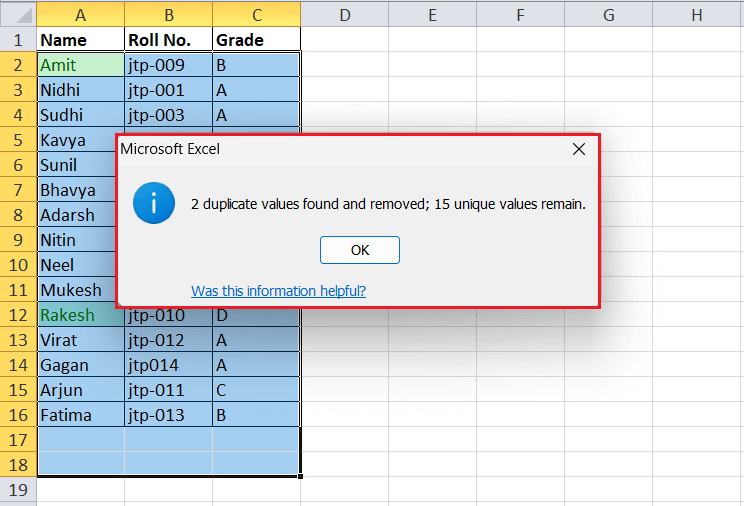 A B C D E F G H
1 Name Roll No. Grade
2 Amit jtp-009 B
3 Nidhi jtp-001 A
4 Sudhi jtp-003 A
5 Kavya
Microsoft Excel
6 Sunil
7 Bhavya
2 duplicate values found and removed; 15 unique values remain.
8 Adarsh
9 Nitin
OK
10 Neel
11 Mukesh
Was this information helpful?
12 Rakesh jtp-010 D
13 Virat jtp-012 A
14 Gagan jtp014 A
15 Arjun jtp-011 C
16 Fatima jtp-013 B
17
18
19